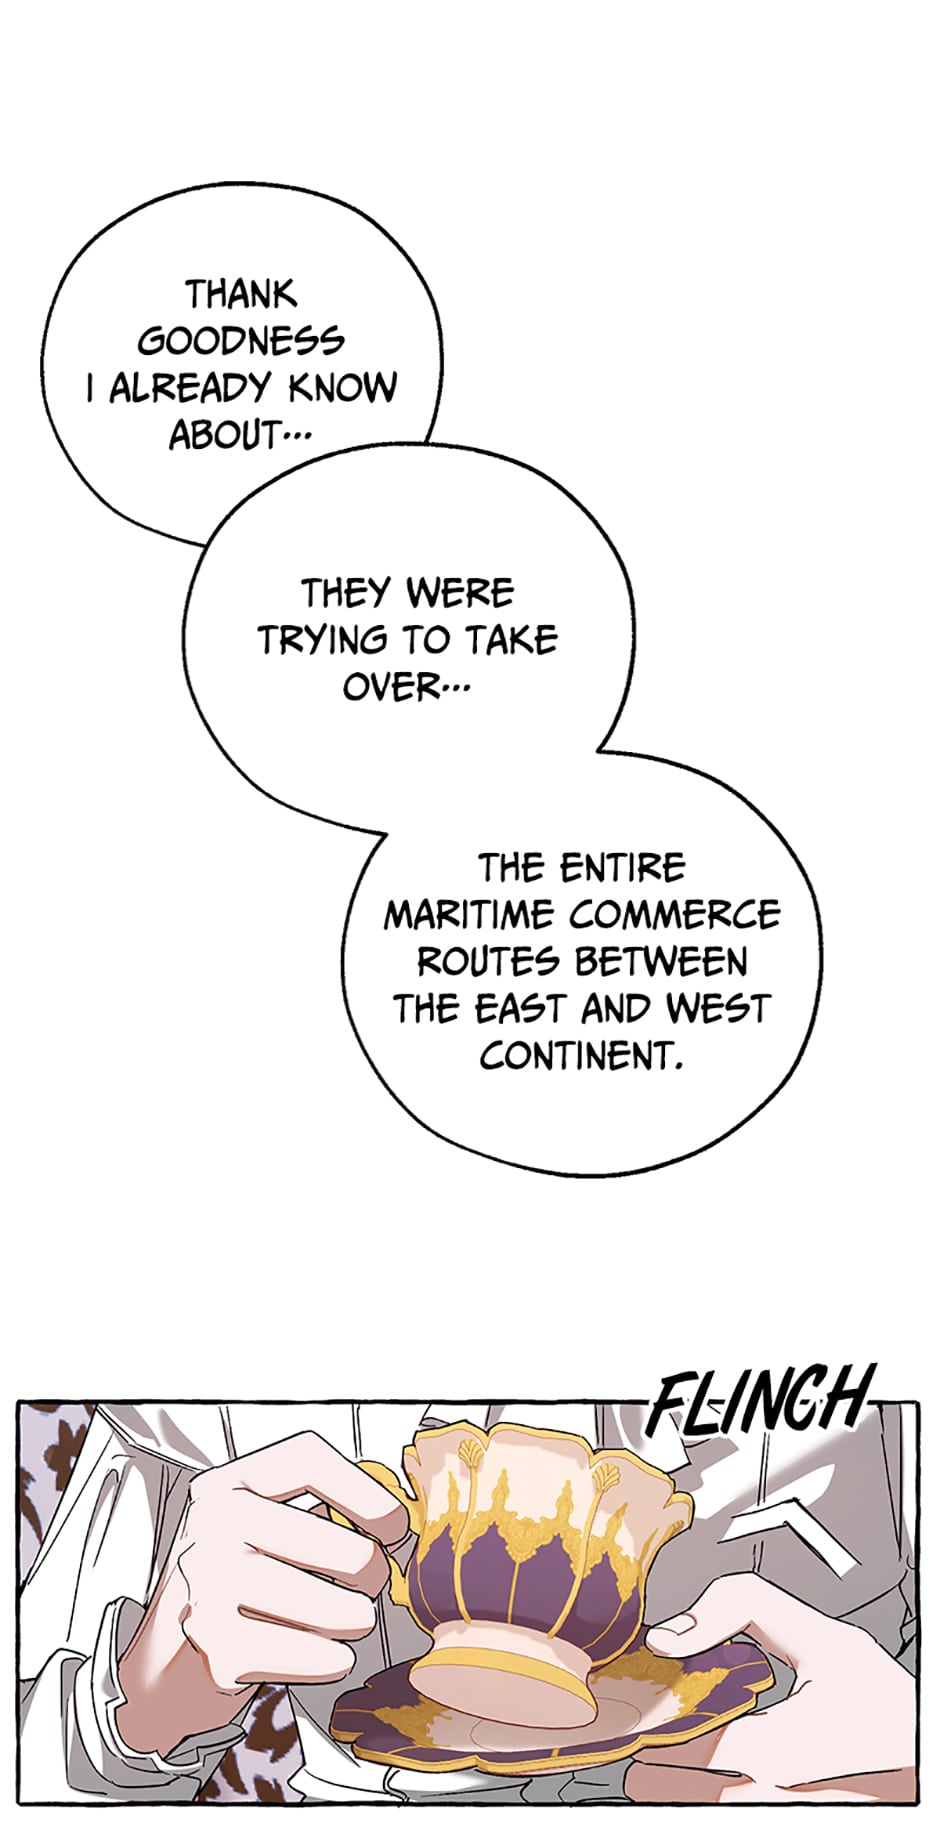 THANK
GOODNESS
I ALREADY KNOW
ABOUT...
THEY WERE
TRYING TO TAKE
OVER...
THE ENTIRE
MARITIME COMMERCE
ROUTES BETWEEN
THE EAST AND WEST
CONTINENT.
FLINCH